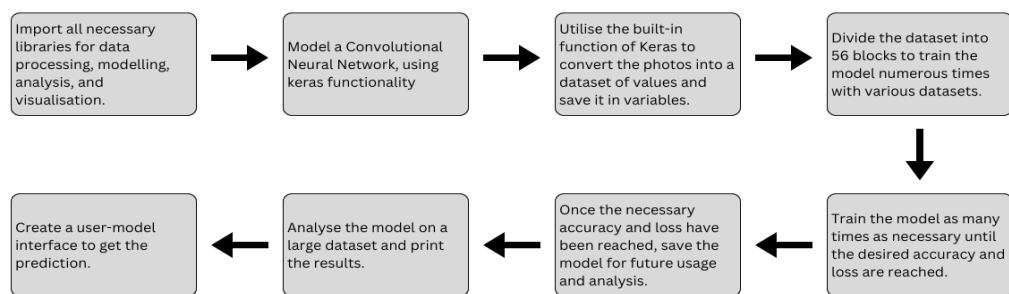 Import all necessary
libraries for data
processing, modelling,
analysis, and
visualisation.
Model a Convolutional
Neural Network, using
keras functionality
Utilise the built-in
function of Keras to
convert the photos into a
dataset of values and
save it in variables.
Divide the dataset into
56 blocks to train the
model numerous times
with various datasets.
Train the model as many
times as necessary until
the desired accuracy and
loss are reached.
Once the necessary
accuracy and loss have
been reached, save the
model for future usage
and analysis.
Analyse the model on a
large dataset and print
the results.
Create a user-model
interface to get the
prediction.